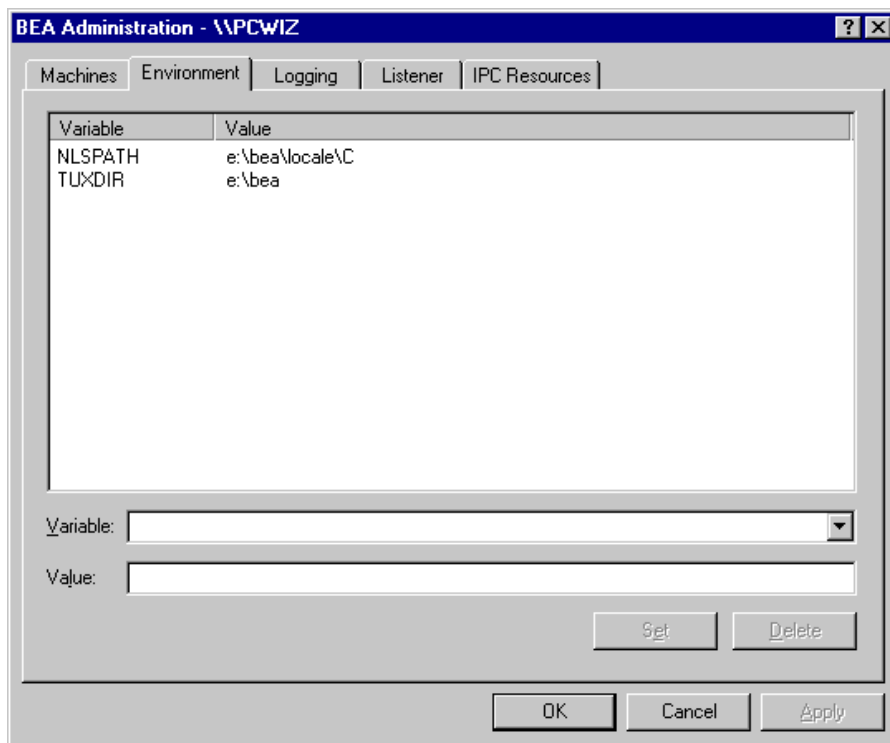 BEA Administration - \\PCWIZ
Machines Environment Logging Listener IPC Resources
Variable Value
NLSPATH e:\bea\locale\C
TUXDIR e:\bea
Variable:
Value:
Set Delete
OK Cancel Apply